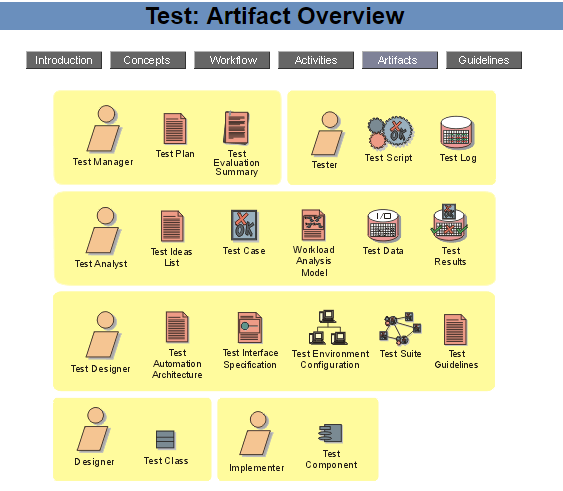 Test: Artifact Overview
Introduction
Concepts
Workflow
Activities
Artifacts
Guidelines
Test Manager
Test Plan
Test
Evaluation
Summary
Tester
OK
Test Script
Test Log
Test Analyst
Test Ideas
List
OK
Test Case
Workload
Analysis
Model
I/O
Test Data
Test
Results
Test Designer
Test
Automation
Architecture
Test Interface
Specification
Test Environment
Configuration
Test Suite
Test
Guidelines
Designer
Test Class
Implementer
Test
Component